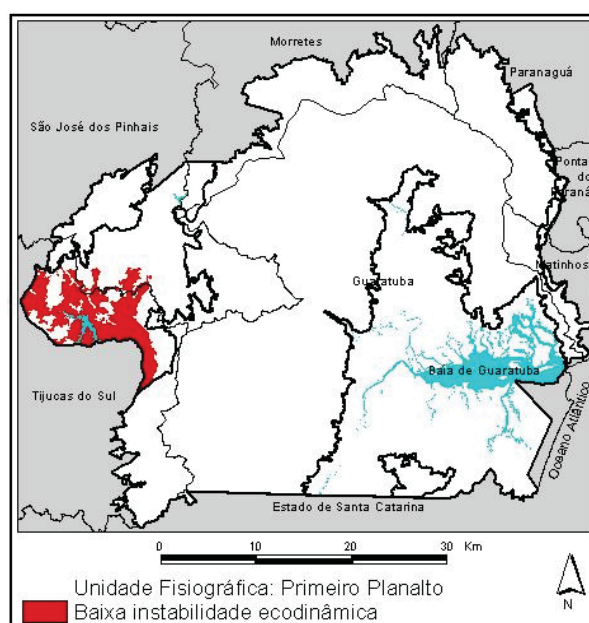 Morretes
Paranaguá
São José dos Pinhais
Ponta
do
Paraná
Matinhos
Guaratuba
Baía de Guaratuba
Tijucas do Sul
Oceano Atlântico
Estado de Santa Catarina
0 10 20 30 Km
N
Unidade Fisiográfica: Primeiro Planalto
Baixa instabilidade ecodinâmica